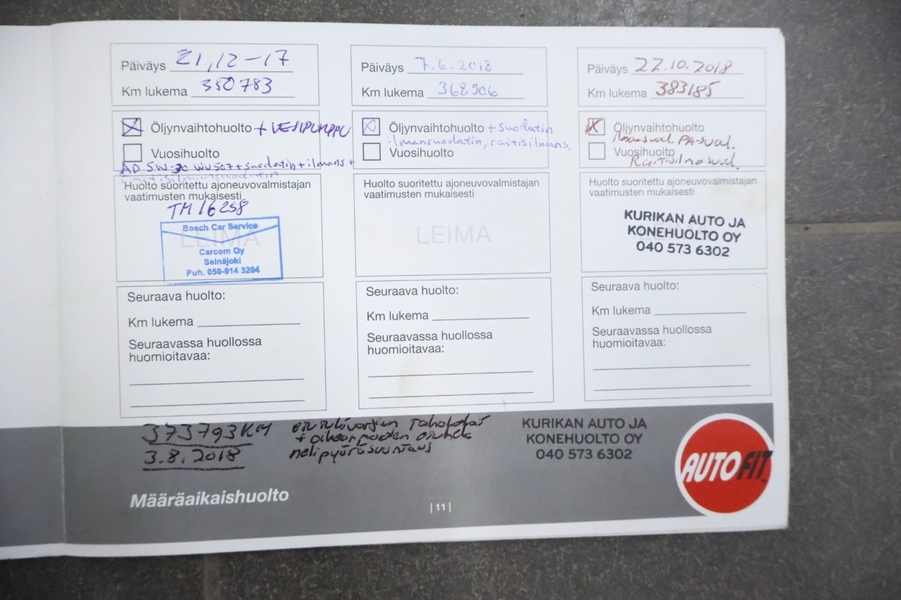 Päiväys 21,12-17
Km lukema 350783
Öljynvaihtohuolto + VESIPUMPPU
Vuosihuolto
Huolto suoritettu ajoneuvovalmistajan
vaatimusten mukaisesti
TM 16258
LEIMA
Bosch Car Service
Carcom Oy
Seinäjoki
Puh. 050-914 3204
Seuraava huolto:
Km lukema
Seuraavassa huollossa
huomioitavaa:
Päiväys 7.6.2018
Km lukema 368906
Öljynvaihtohuolto + suodatin
ilmansuodatin, raitisilmans.
Vuosihuolto
Huolto suoritettu ajoneuvovalmistajan
vaatimusten mukaisesti
LEIMA
Seuraava huolto:
Km lukema
Seuraavassa huollossa
huomioitavaa:
Päiväys 22.10.2018
Km lukema 383185
Öljynvaihtohuolto
Vuosihuolto
Huolto suoritettu ajoneuvovalmistajan
vaatimusten mukaisesti
KURIKAN AUTO JA
KONEHUOLTO OY
040 573 6302
Seuraava huolto:
Km lukema
Seuraavassa huollossa
huomioitavaa:
373793KM
3.8.2018
nelipyöräsuuntaus
KURIKAN AUTO JA
KONEHUOLTO OY
040 573 6302
AUTOFIT
Määräaikaishuolto
| 11 |